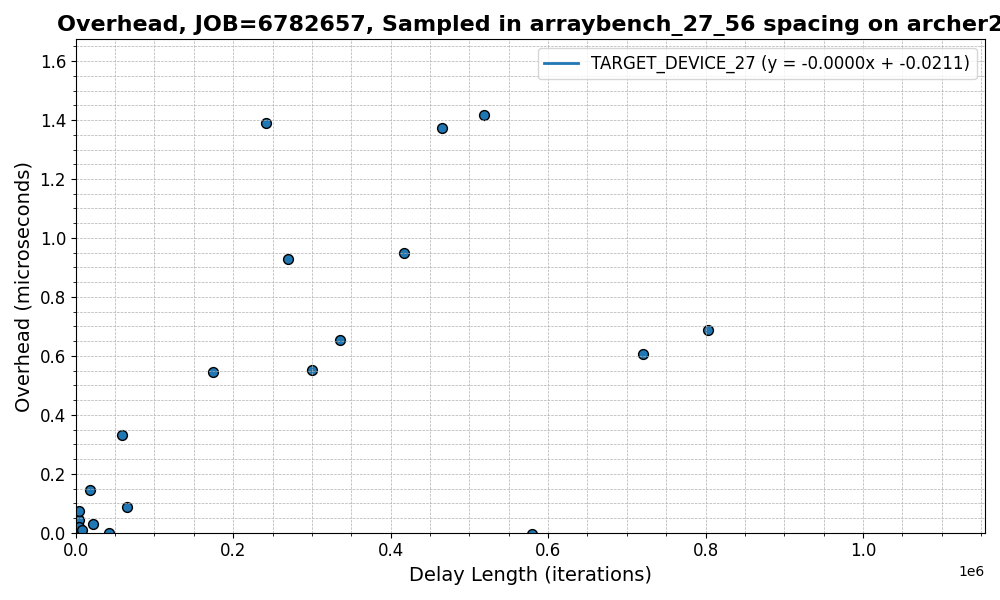 Overhead, JOB=6782657, Sampled in arraybench_27_56 spacing on archer2
TARGET_DEVICE_27 (y = -0.0000x + -0.0211)
Overhead (microseconds)
1.6
1.4
1.2
1.0
0.8
0.6
0.4
0.2
0.0
0.0 0.2 0.4 0.6 0.8 1.0
1e6
Delay Length (iterations)